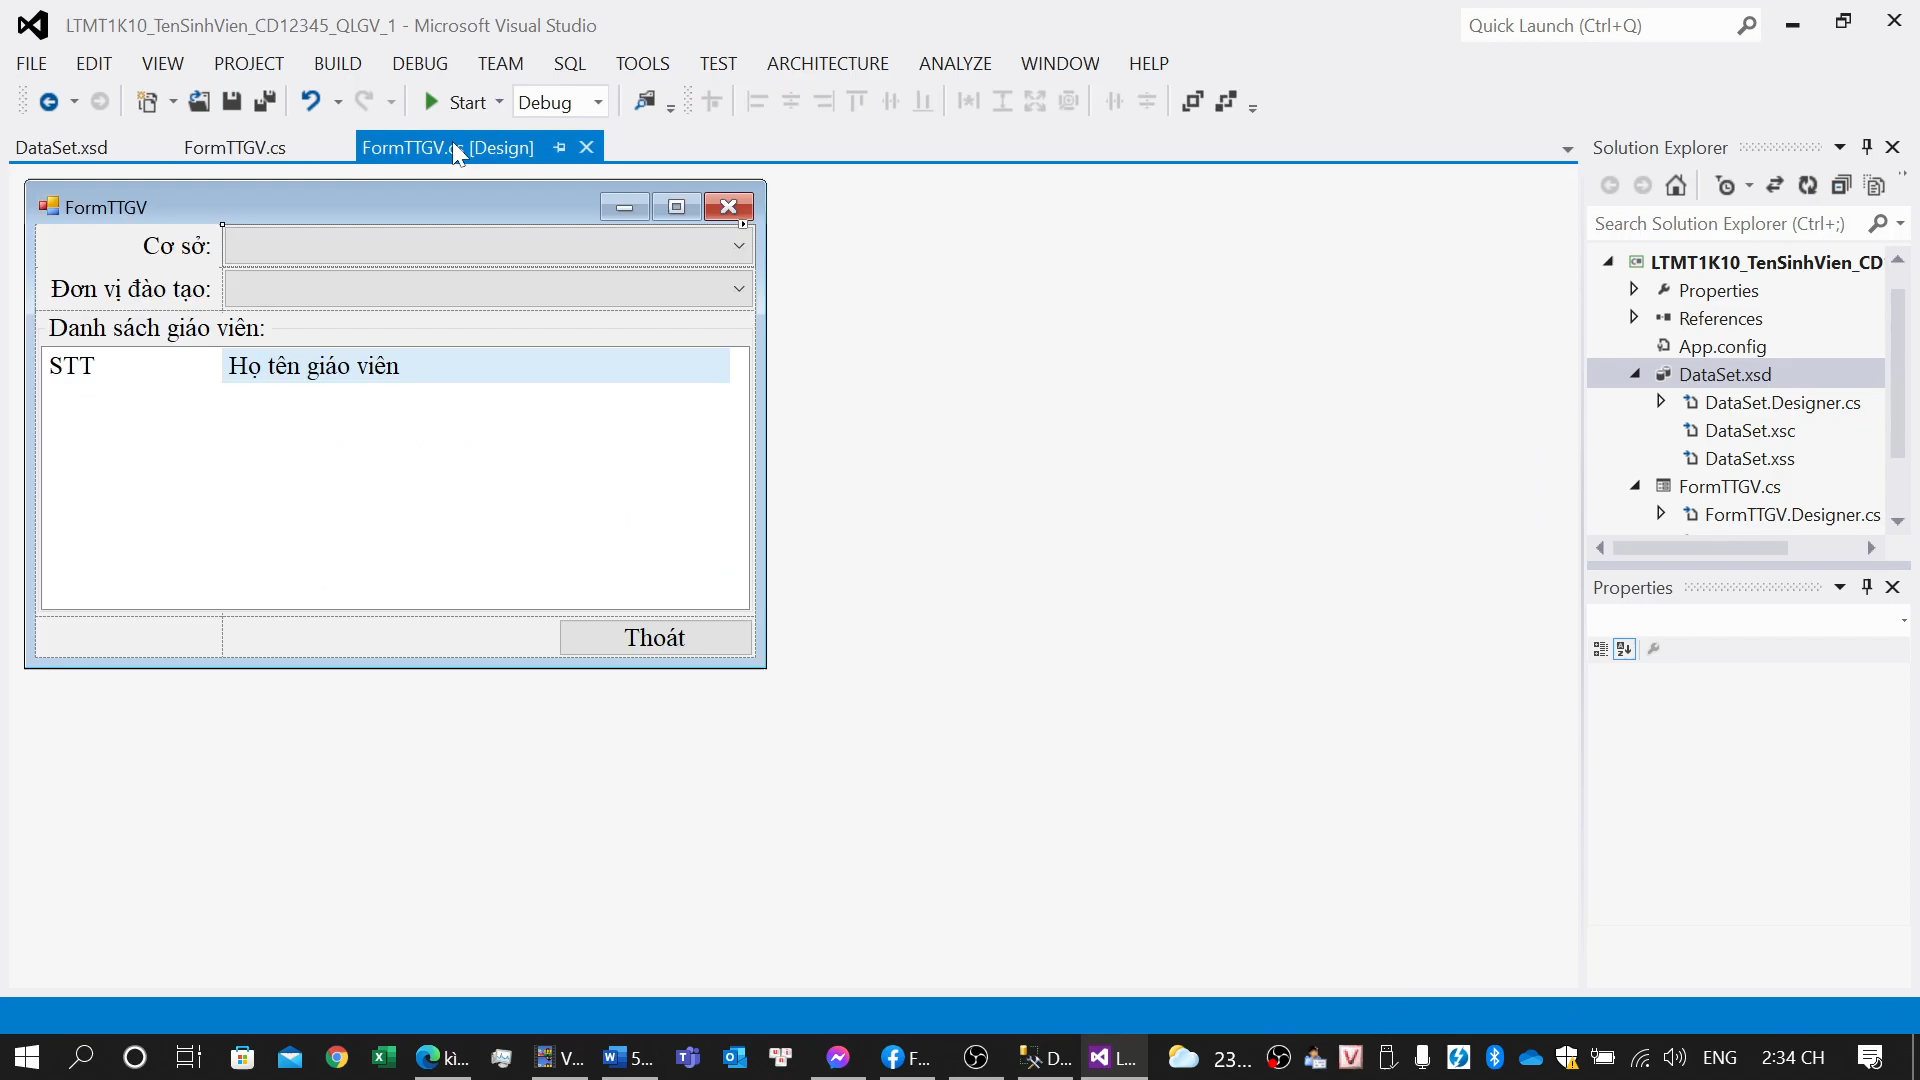 LTMT1K10_TenSinhVien_CD12345_QLGV_1 - Microsoft Visual Studio
Quick Launch (Ctrl+Q)
FILE EDIT VIEW PROJECT BUILD DEBUG TEAM SQL TOOLS TEST ARCHITECTURE ANALYZE WINDOW HELP
Start Debug
DataSet.xsd FormTTGV.cs FormTTGV.cs [Design]
Solution Explorer
Search Solution Explorer (Ctrl+;)
LTMT1K10_TenSinhVien_CD
Properties
References
App.config
DataSet.xsd
DataSet.Designer.cs
DataSet.xsc
DataSet.xss
FormTTGV.cs
FormTTGV.Designer.cs
Properties
FormTTGV
Cơ sở:
Đơn vị đào tạo:
Danh sách giáo viên:
STT Họ tên giáo viên
Thoát
kì... V... 5... F... D... L... 23... ENG 2:34 CH